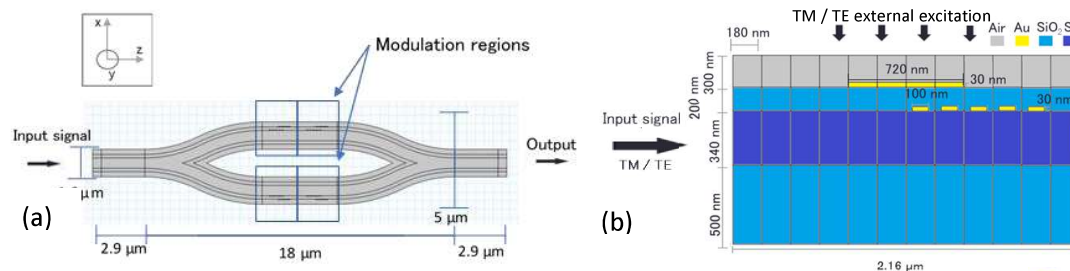 x
z
y
Modulation regions
Input signal
Output
µm
5 µm
(a)
2.9 µm
18 µm
2.9 µm
TM / TE external excitation
Air Au SiO2 S
180 nm
300 nm
720 nm
30 nm
200 nm
100 nm
30 nm
Input signal
TM / TE
340 nm
(b)
500 nm
2.16 µm